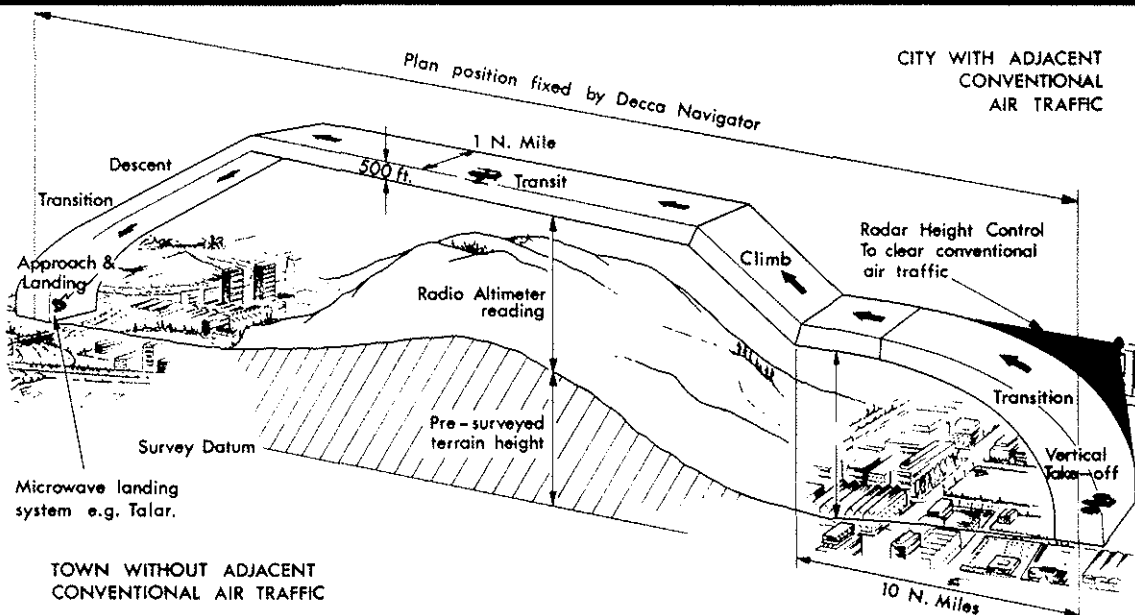 Plan position fixed by Decca Navigator
CITY WITH ADJACENT
CONVENTIONAL
AIR TRAFFIC
1 N. Mile
Descent
500 ft.
Transit
Transition
Radar Height Control
To clear conventional
air traffic
Climb
Approach &
Landing
Radio Altimeter
reading
Transition
Pre-surveyed
terrain height
Survey Datum
Vertical
Take-off
Microwave landing
system e.g. Talar.
TOWN WITHOUT ADJACENT
CONVENTIONAL AIR TRAFFIC
10 N. Miles